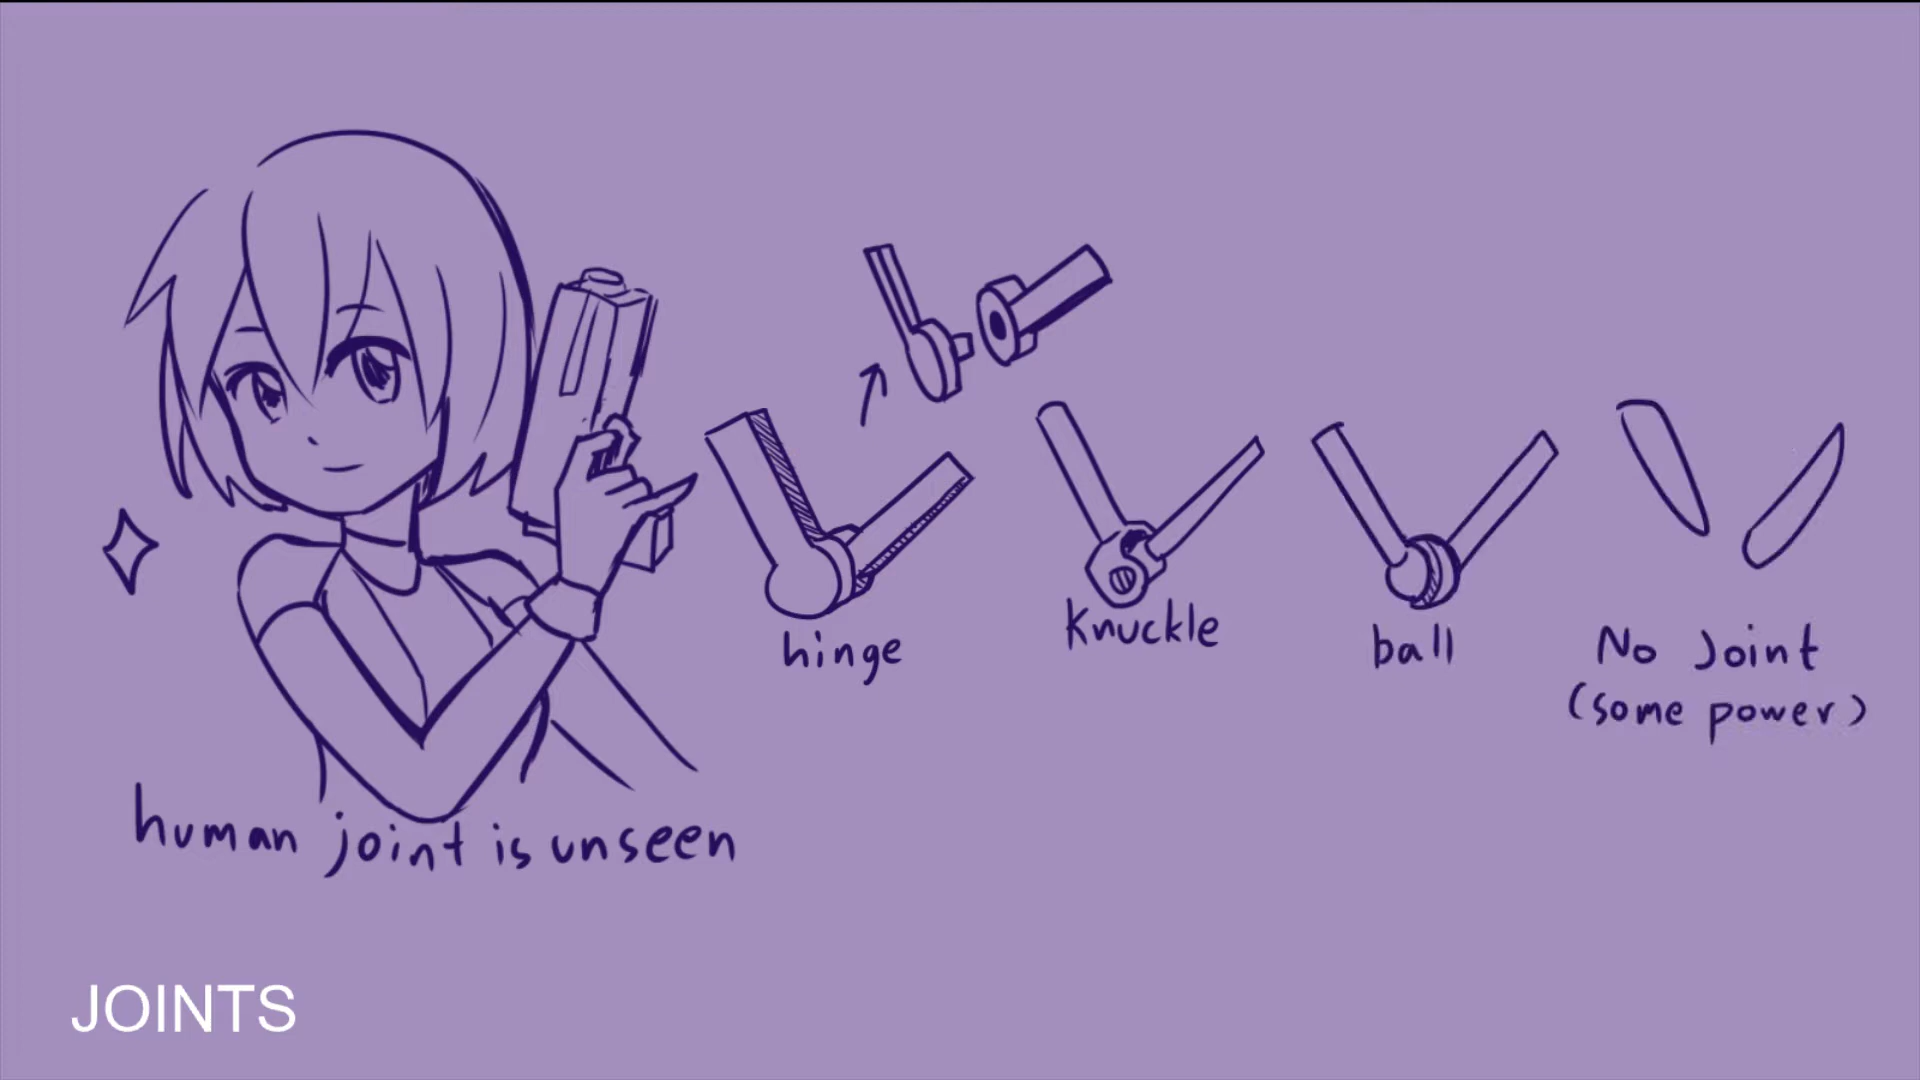 hinge
Knuckle
ball
No Joint
(some power)
human joint is unseen
JOINTS